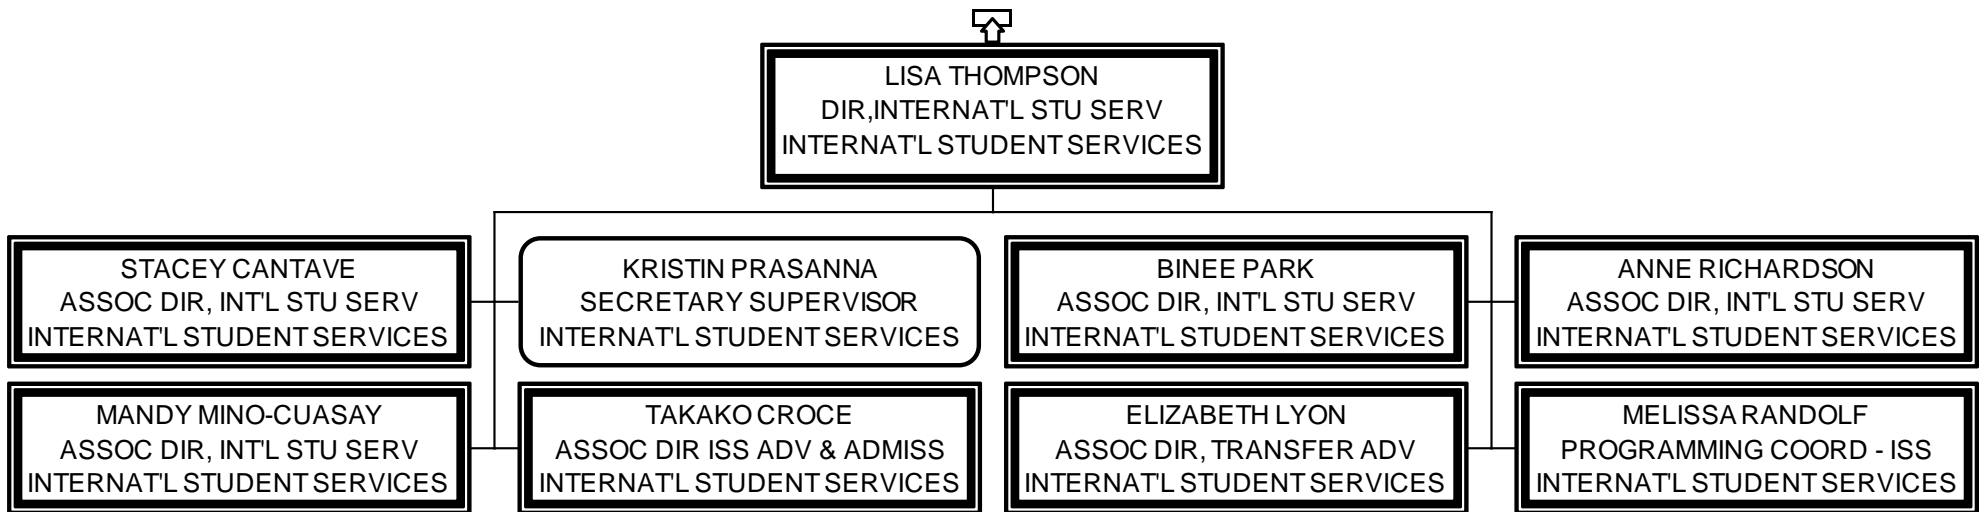 LISA THOMPSON
DIR,INTERNAT'L STU SERV
INTERNAT'L STUDENT SERVICES
STACEY CANTAVE
ASSOC DIR, INT'L STU SERV
INTERNAT'L STUDENT SERVICES
KRISTIN PRASANNA
SECRETARY SUPERVISOR
INTERNAT'L STUDENT SERVICES
BINEE PARK
ASSOC DIR, INT'L STU SERV
INTERNAT'L STUDENT SERVICES
ANNE RICHARDSON
ASSOC DIR, INT'L STU SERV
INTERNAT'L STUDENT SERVICES
MANDY MINO-CUASAY
ASSOC DIR, INT'L STU SERV
INTERNAT'L STUDENT SERVICES
TAKAKO CROCE
ASSOC DIR ISS ADV & ADMISS
INTERNAT'L STUDENT SERVICES
ELIZABETH LYON
ASSOC DIR, TRANSFER ADV
INTERNAT'L STUDENT SERVICES
MELISSA RANDOLF
PROGRAMMING COORD - ISS
INTERNAT'L STUDENT SERVICES